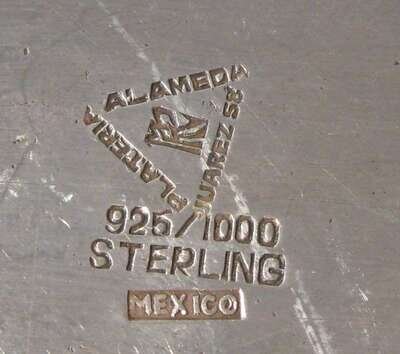 PLATERIA
ALAMEDA
JUAREZ 58
925/1000
STERLING
MEXICO